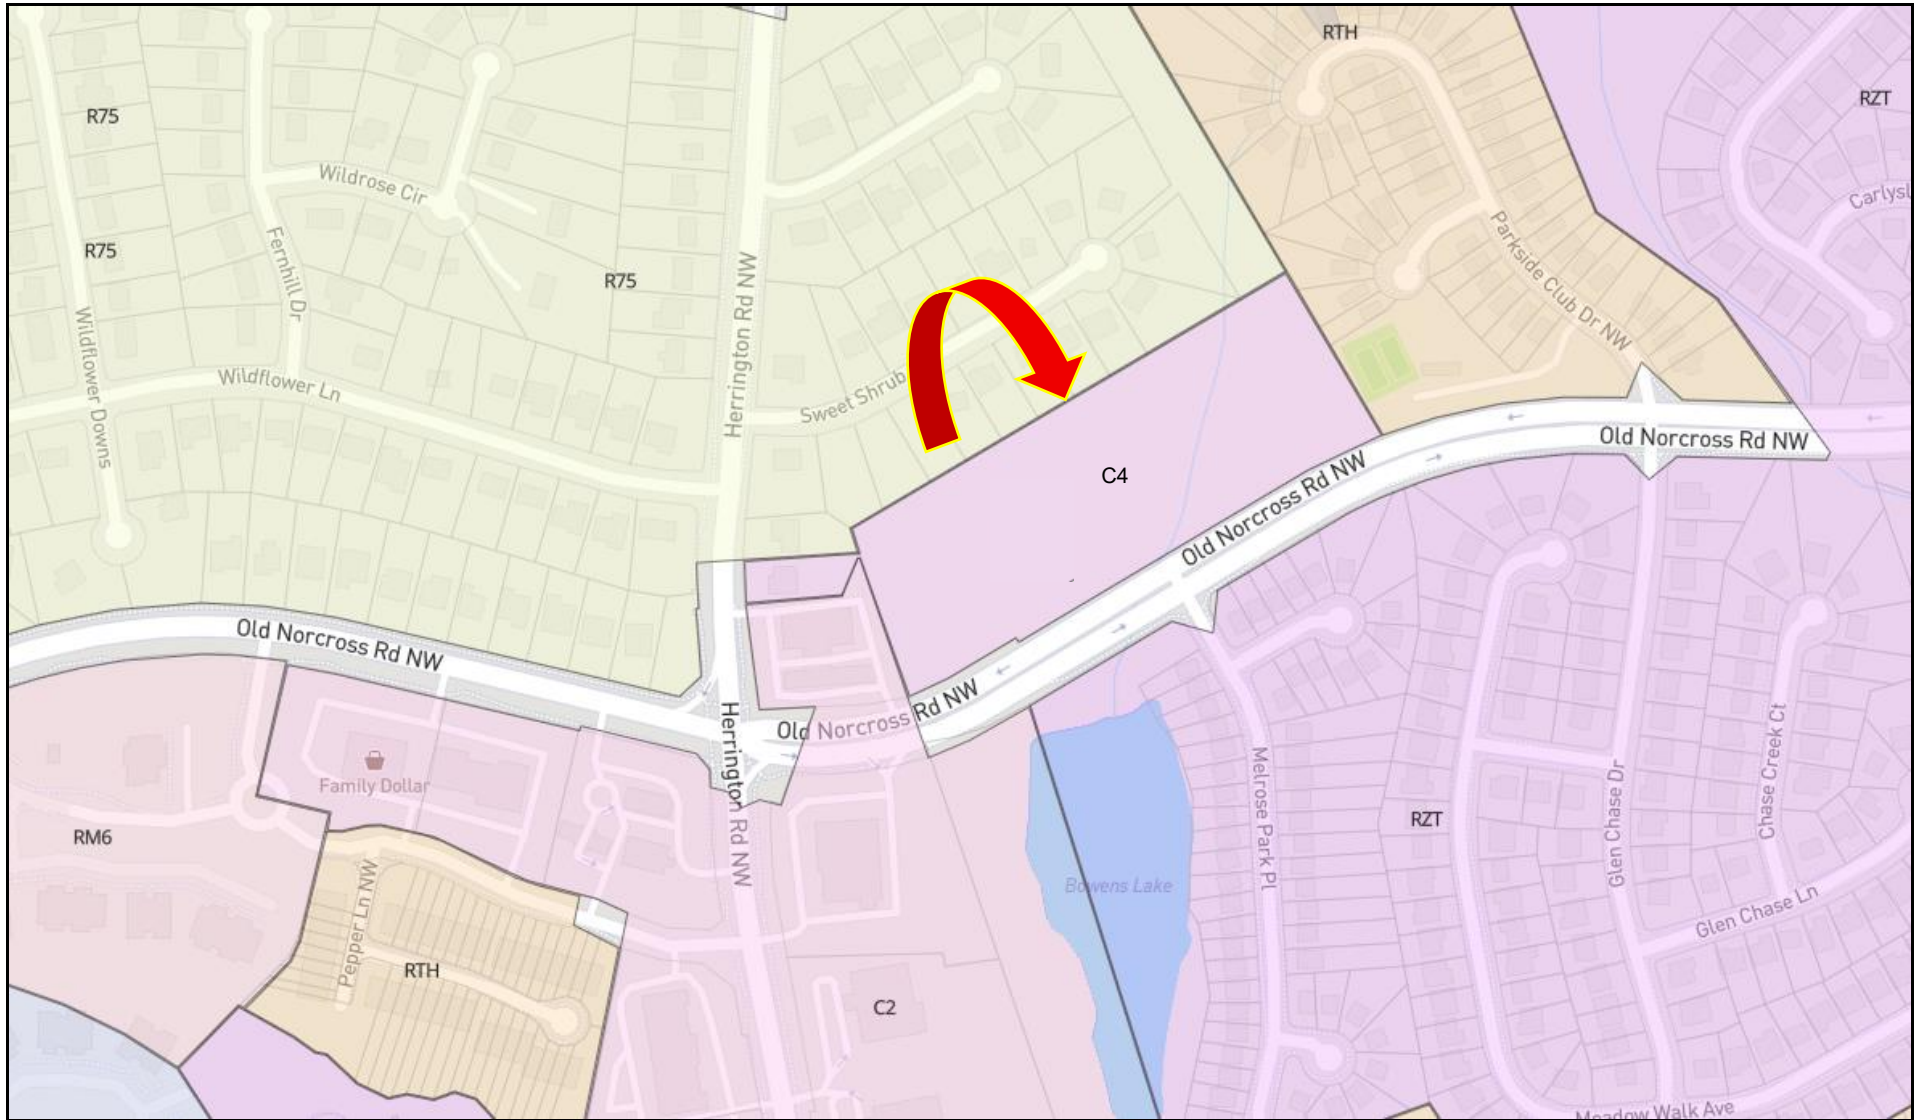 RTH
RZT
R75
Wildrose Cir
Carlysl
R75
Fernhill Dr
R75
Parkside Club Dr NW
Herrington Rd NW
Wildflower Downs
Wildflower Ln
Sweet Shrub
Old Norcross Rd NW
C4
Old Norcross Rd NW
Old Norcross Rd NW
Old Norcross Rd NW
Herrington Rd NW
Family Dollar
Melrose Park Pl
Glen Chase Dr
Chase Creek Ct
RM6
RZT
Bowens Lake
Pepper Ln NW
Glen Chase Ln
RTH
C2
Meadow Walk Ave